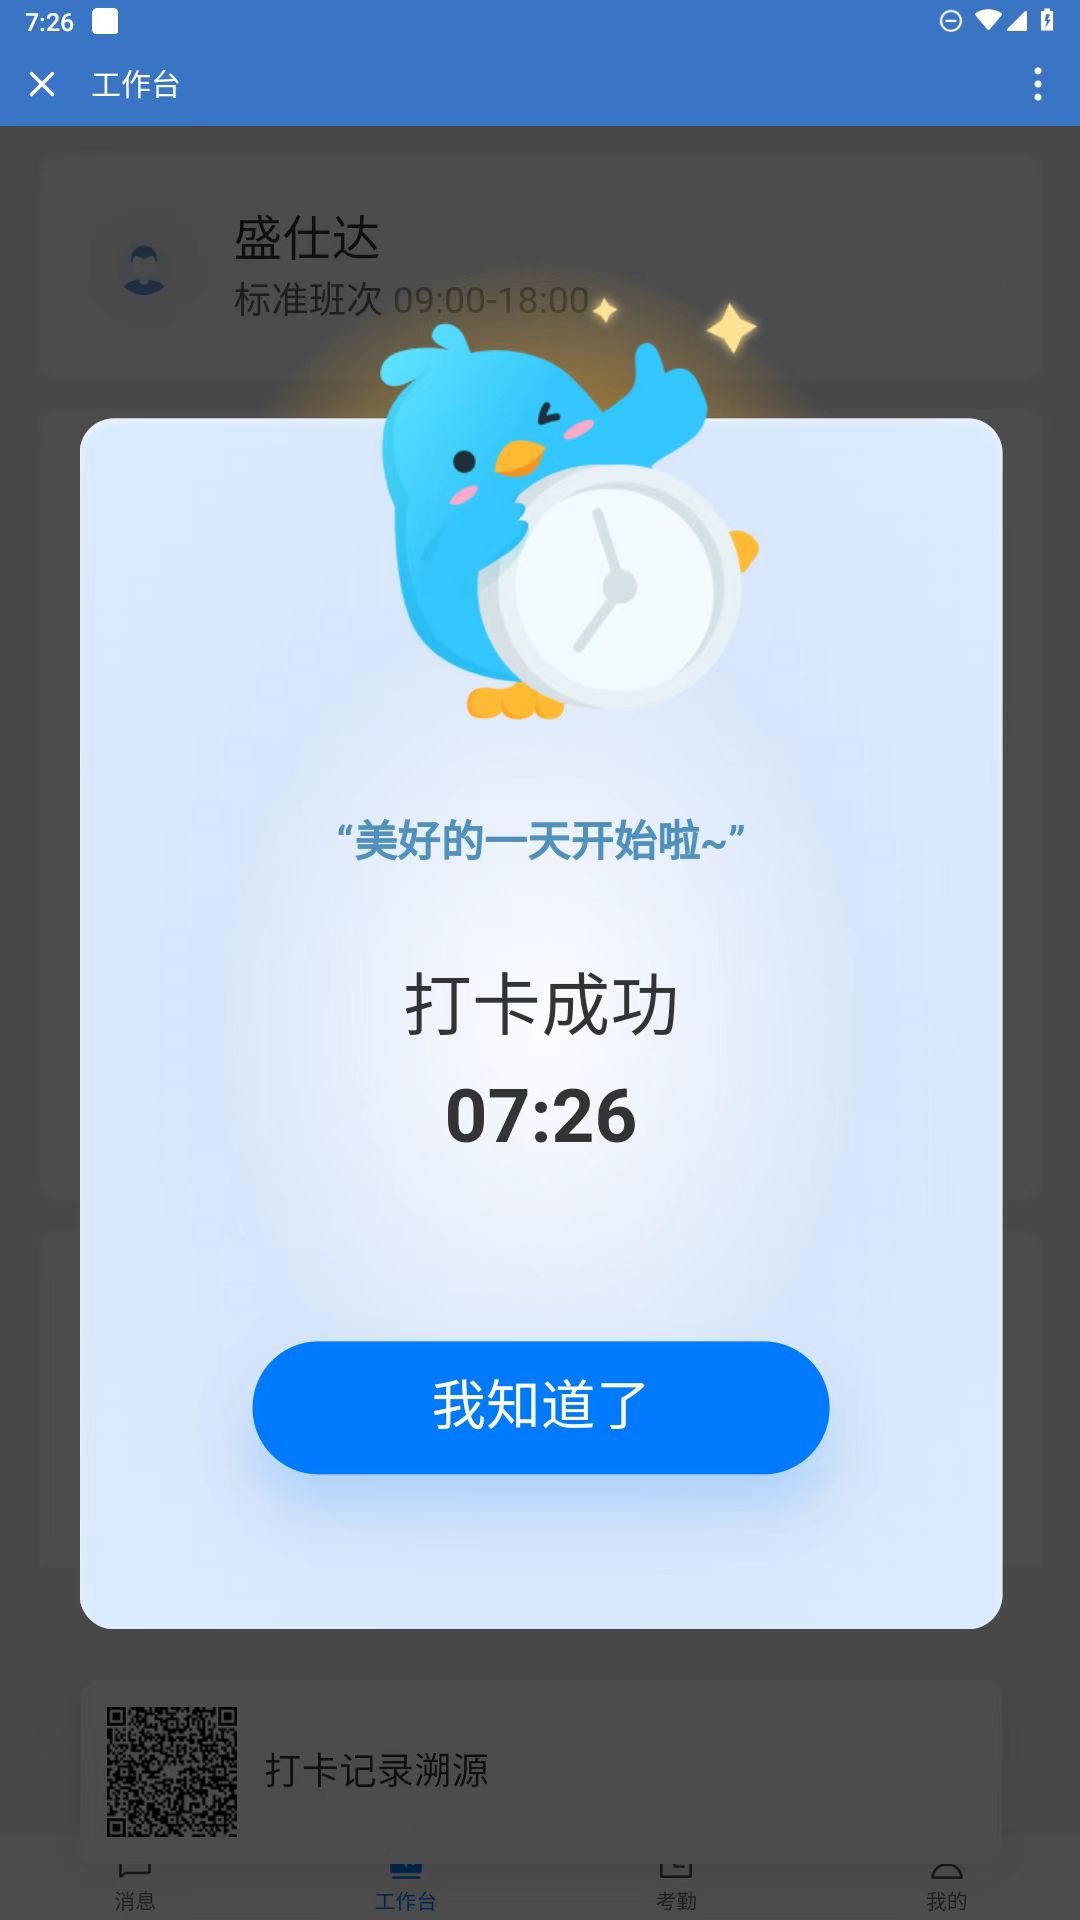 7:26
工作台
盛仕达
标准班次 09:00-18:00
“美好的一天开始啦~”
打卡成功
07:26
我知道了
打卡记录溯源
消息
工作台
考勤
我的